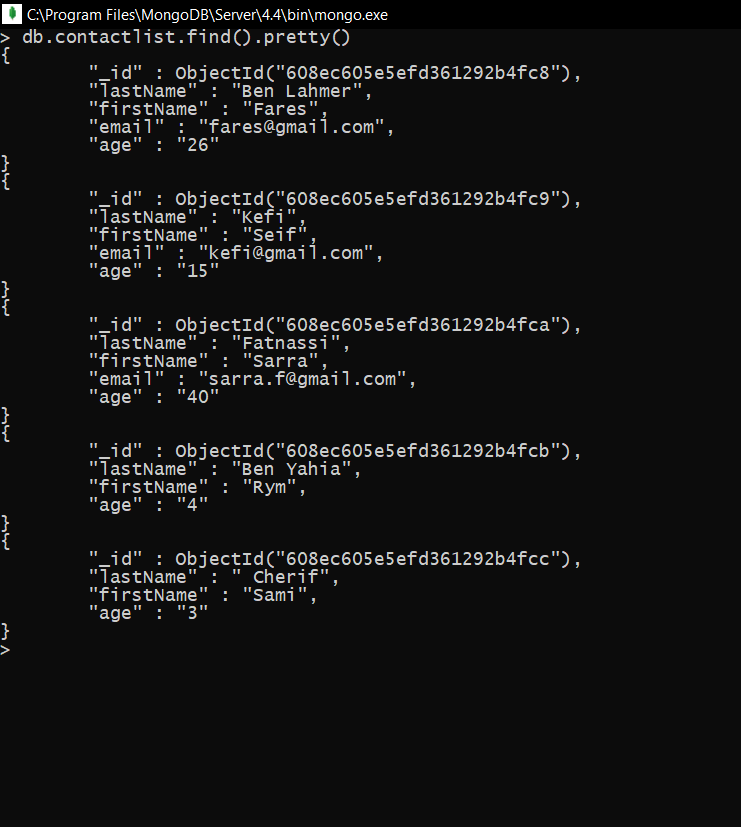 C:\Program Files\MongoDB\Server\4.4\bin\mongo.exe
> db.contactlist.find().pretty()
{
        "_id" : ObjectId("608ec605e5efd361292b4fc8"),
        "lastName" : "Ben Lahmer",
        "firstName" : "Fares",
        "email" : "fares@gmail.com",
        "age" : "26"
}
{
        "_id" : ObjectId("608ec605e5efd361292b4fc9"),
        "lastName" : "Kefi",
        "firstName" : "Seif",
        "email" : "kefi@gmail.com",
        "age" : "15"
}
{
        "_id" : ObjectId("608ec605e5efd361292b4fca"),
        "lastName" : "Fatnassi",
        "firstName" : "Sarra",
        "email" : "sarra.f@gmail.com",
        "age" : "40"
}
{
        "_id" : ObjectId("608ec605e5efd361292b4fcb"),
        "lastName" : "Ben Yahia",
        "firstName" : "Rym",
        "age" : "4"
}
{
        "_id" : ObjectId("608ec605e5efd361292b4fcc"),
        "lastName" : " Cherif",
        "firstName" : "Sami",
        "age" : "3"
}
>